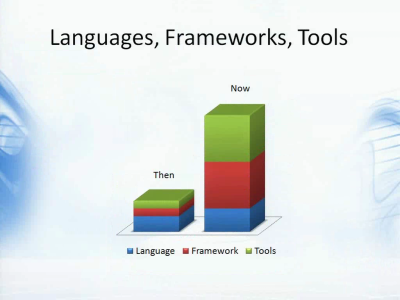 Languages, Frameworks, Tools
Now
Then
Language Framework Tools